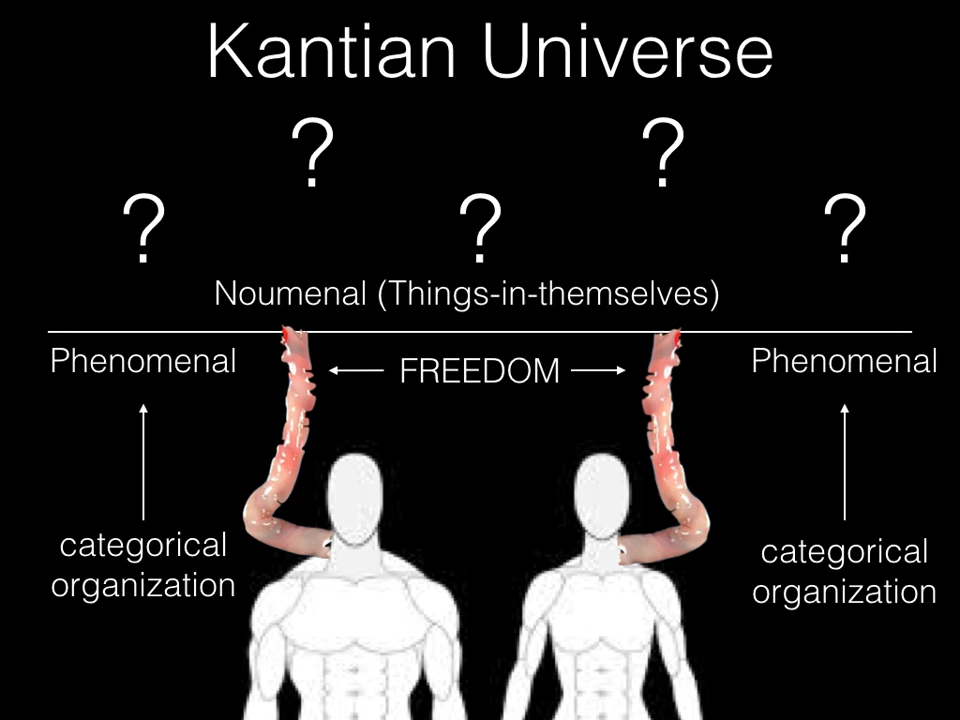 Kantian Universe
? ?
? ? ?
Noumenal (Things-in-themselves)
Phenomenal
FREEDOM
Phenomenal
categorical
organization
categorical
organization